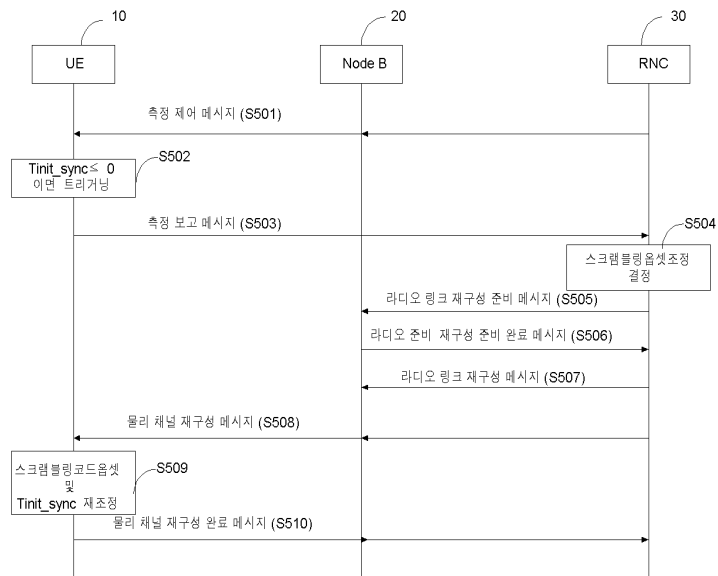 10
20
30
UE
Node B
RNC
측정 제어 메시지 (S501)
Tinit_sync≤ 0
이면 트리거닝
S502
측정 보고 메시지 (S503)
S504
스크램블링옵셋조정
결정
라디오 링크 재구성 준비 메시지 (S505)
라디오 준비 재구성 준비 완료 메시지 (S506)
라디오 링크 재구성 메시지 (S507)
물리 채널 재구성 메시지 (S508)
스크램블링코드옵셋
및
Tinit_sync 재조정
S509
물리 채널 재구성 완료 메시지 (S510)